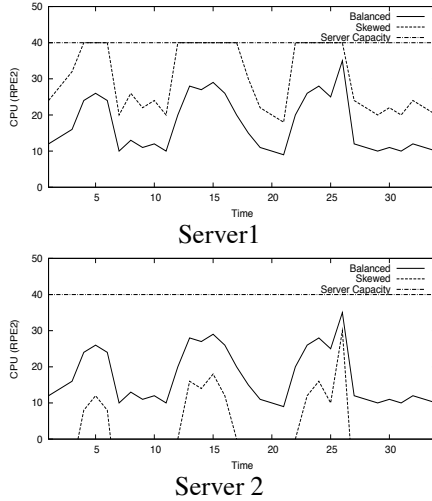 50
40
30
20
10
0
CPU (RPE2)
Balanced
Skewed
Server Capacity
5 10 15 20 25 30
Time
Server1
50
40
30
20
10
0
CPU (RPE2)
Balanced
Skewed
Server Capacity
5 10 15 20 25 30
Time
Server 2